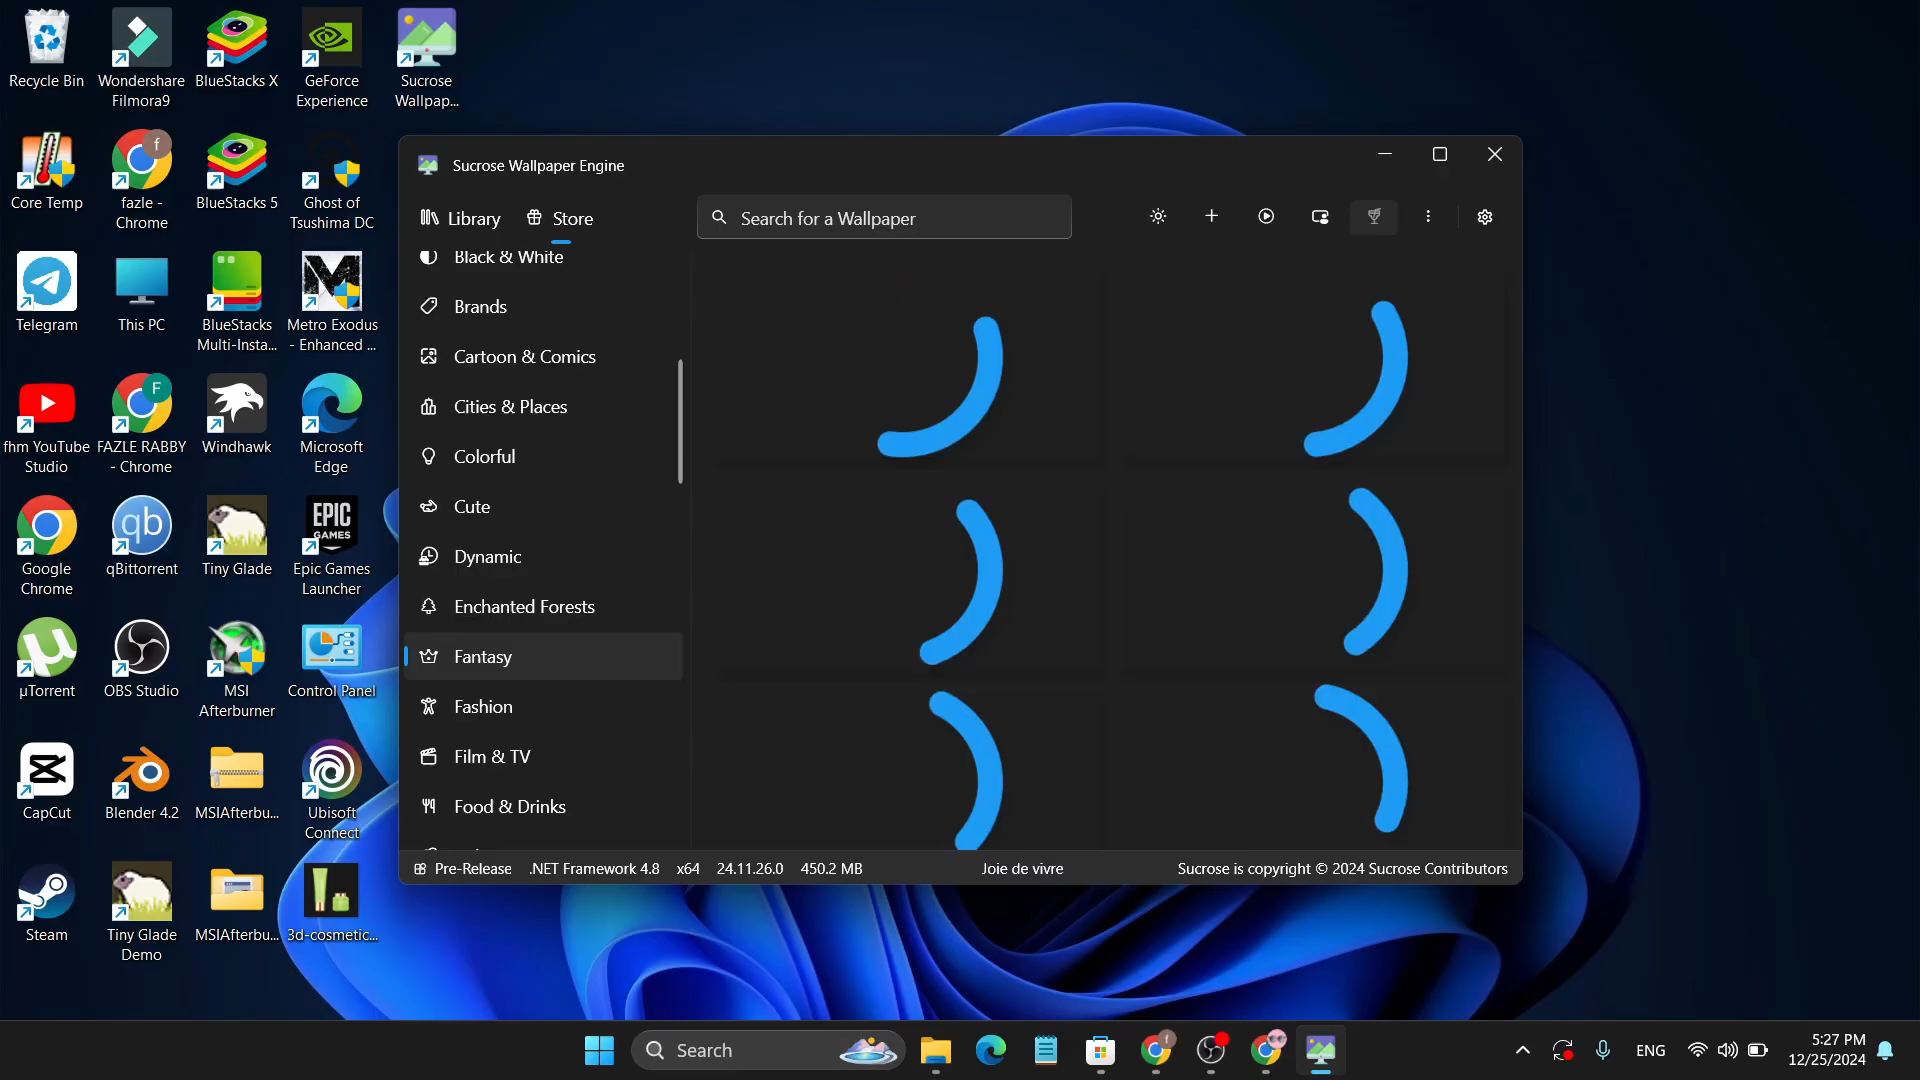 Recycle Bin
Wondershare
Filmora9
BlueStacks X
GeForce
Experience
Sucrose
Wallpap...
Core Temp
f
fazle -
Chrome
BlueStacks 5
Ghost of
Tsushima DC
Telegram
This PC
BlueStacks
Multi-Insta...
Metro Exodus
- Enhanced ...
fhm YouTube
Studio
F
FAZLE RABBY
- Chrome
Windhawk
Microsoft
Edge
Google
Chrome
qb
qBittorrent
Tiny Glade
EPIC
GAMES
Epic Games
Launcher
µTorrent
OBS Studio
MSI
Afterburner
Control Panel
CapCut
Blender 4.2
MSIAfterbu...
Ubisoft
Connect
Steam
Tiny Glade
Demo
MSIAfterbu...
3d-cosmetic...
Sucrose Wallpaper Engine
Library
Store
Search for a Wallpaper
Black & White
Brands
Cartoon & Comics
Cities & Places
Colorful
Cute
Dynamic
Enchanted Forests
Fantasy
Fashion
Film & TV
Food & Drinks
Pre-Release
.NET Framework 4.8
x64
24.11.26.0
450.2 MB
Joie de vivre
Sucrose is copyright © 2024 Sucrose Contributors
Search
f
ENG
5:27 PM
12/25/2024